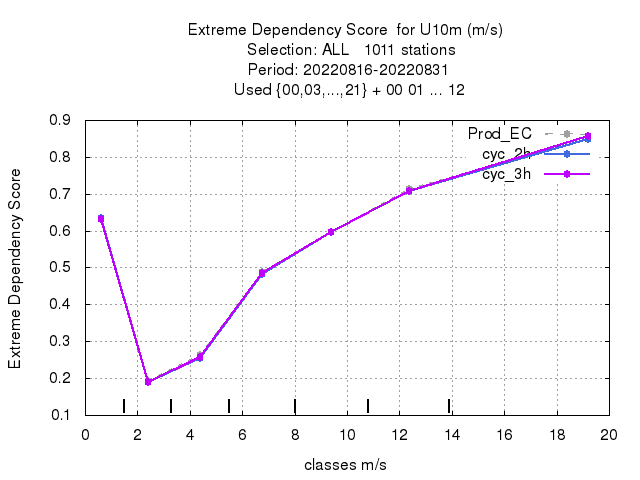 Extreme Dependency Score  for U10m (m/s)
Selection: ALL   1011 stations
Period: 20220816-20220831
Used {00,03,...,21} + 00 01 ... 12
Prod_EC
cyc_2h
cyc_3h
Extreme Dependency Score
0.9
0.8
0.7
0.6
0.5
0.4
0.3
0.2
0.1
0 2 4 6 8 10 12 14 16 18 20
classes m/s